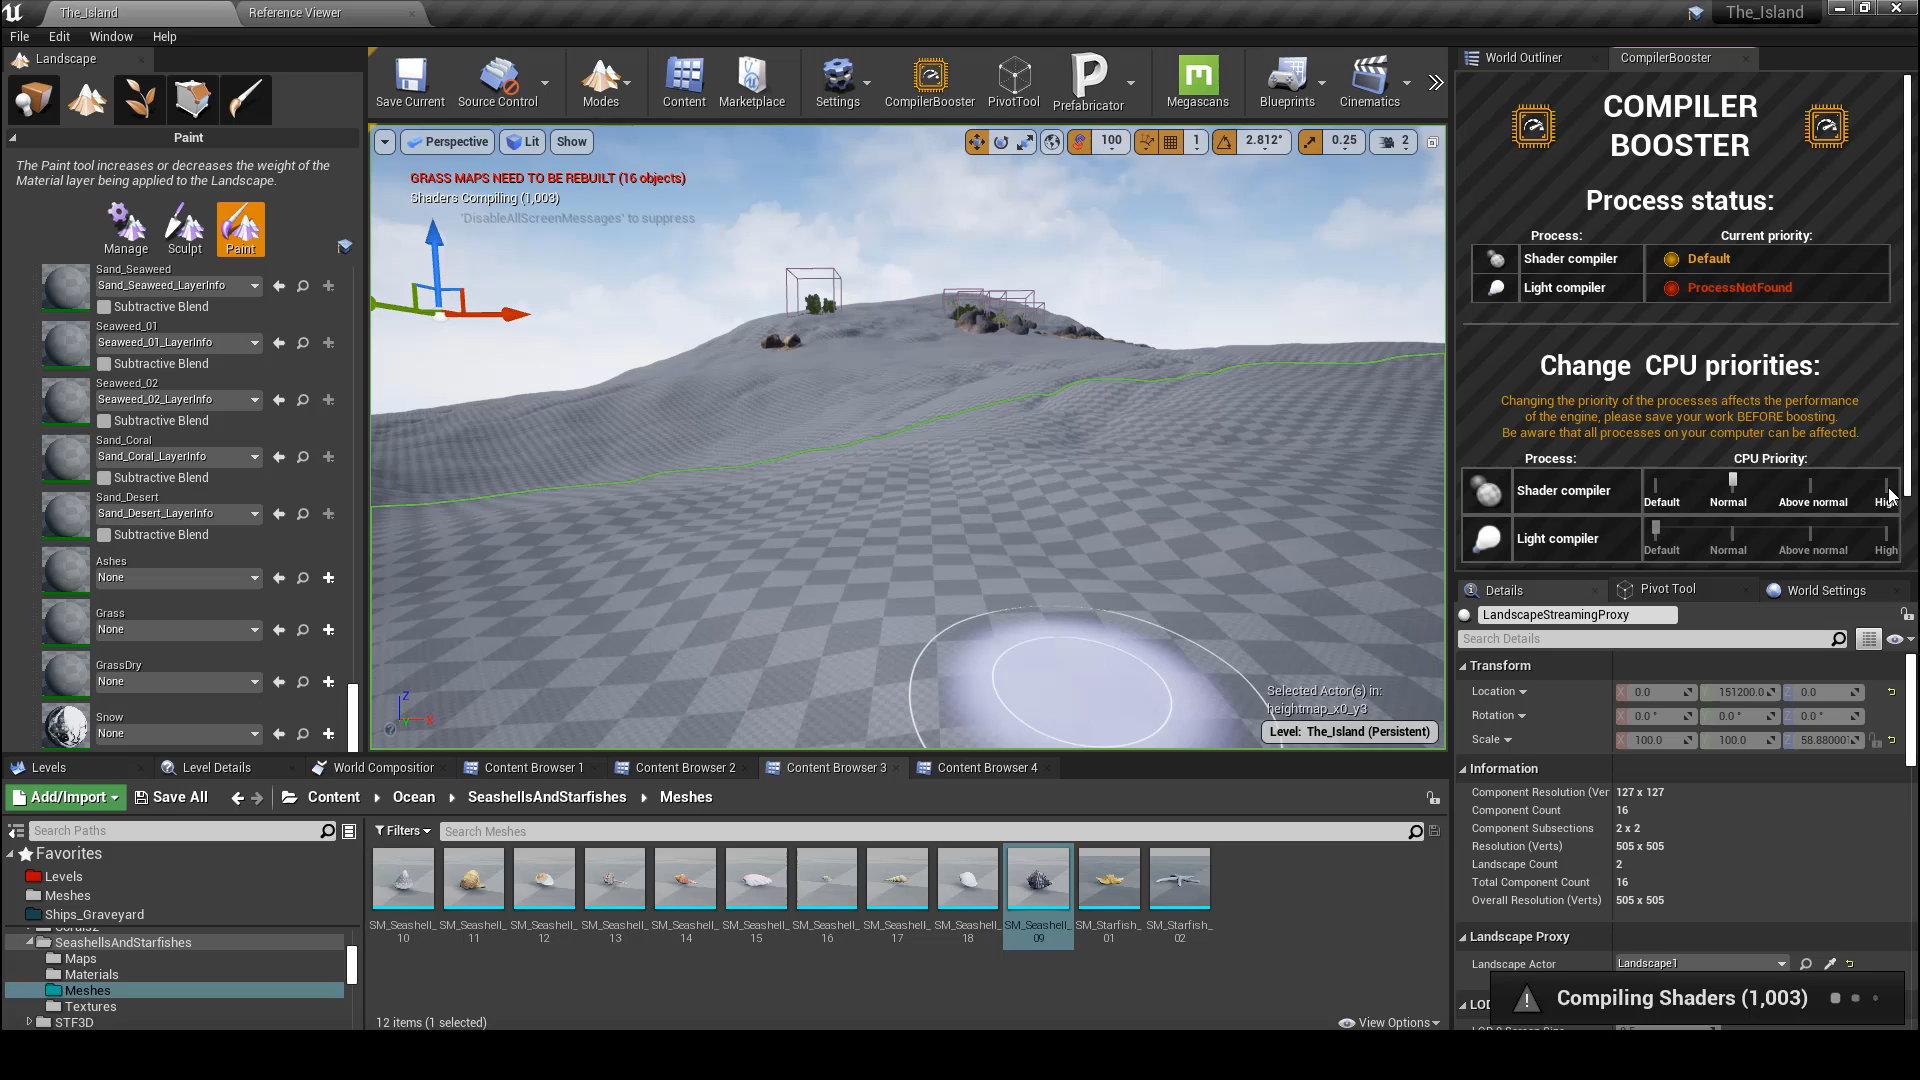 The_Island
Reference Viewer
The_Island
File Edit Window Help
Landscape
Paint
The Paint tool increases or decreases the weight of the
Material layer being applied to the Landscape.
Manage Sculpt Paint
Sand_Seaweed
Sand_Seaweed_LayerInfo
Subtractive Blend
Seaweed_01
Seaweed_01_LayerInfo
Subtractive Blend
Seaweed_02
Seaweed_02_LayerInfo
Subtractive Blend
Sand_Coral
Sand_Coral_LayerInfo
Subtractive Blend
Sand_Desert
Sand_Desert_LayerInfo
Subtractive Blend
Ashes
None
Grass
None
GrassDry
None
Snow
None
Save Current Source Control Modes Content Marketplace Settings CompilerBooster PivotTool Prefabricator Megascans Blueprints Cinematics
Perspective Lit Show
100 1 2.812° 0.25 2
GRASS MAPS NEED TO BE REBUILT (16 objects)
Shaders Compiling (1,003)
'DisableAllScreenMessages' to suppress
Z
X
Selected Actor(s) in:
heightmap_x0_y3
Level: The_Island (Persistent)
World Outliner CompilerBooster
COMPILER
BOOSTER
Process status:
Process: Current priority:
Shader compiler Default
Light compiler ProcessNotFound
Change CPU priorities:
Changing the priority of the processes affects the performance
of the engine, please save your work BEFORE boosting.
Be aware that all processes on your computer can be affected.
Process: CPU Priority:
Shader compiler
Default Normal Above normal High
Light compiler
Default Normal Above normal High
Details Pivot Tool World Settings
LandscapeStreamingProxy
Search Details
Transform
Location X 0.0 Y 151200.0 Z 0.0
Rotation X 0.0 ° Y 0.0 ° Z 0.0 °
Scale X 100.0 Y 100.0 Z 58.880001
Information
Component Resolution (Ver 127 x 127
Component Count 16
Component Subsections 2 x 2
Resolution (Verts) 505 x 505
Landscape Count 2
Total Component Count 16
Overall Resolution (Verts) 505 x 505
Landscape Proxy
Landscape Actor Landscape1
LOD
Compiling Shaders (1,003)
Levels Level Details World Composition Content Browser 1 Content Browser 2 Content Browser 3 Content Browser 4
Add/Import Save All Content Ocean SeashellsAndStarfishes Meshes
Search Paths
Favorites
Levels
Meshes
Ships_Graveyard
SeashellsAndStarfishes
Maps
Materials
Meshes
Textures
STF3D
Filters Search Meshes
SM_Seashell_ SM_Seashell_ SM_Seashell_ SM_Seashell_ SM_Seashell_ SM_Seashell_ SM_Seashell_ SM_Seashell_ SM_Seashell_ SM_Seashell_ SM_Starfish_ SM_Starfish_
10 11 12 13 14 15 16 17 18 09 01 02
12 items (1 selected)
View Options